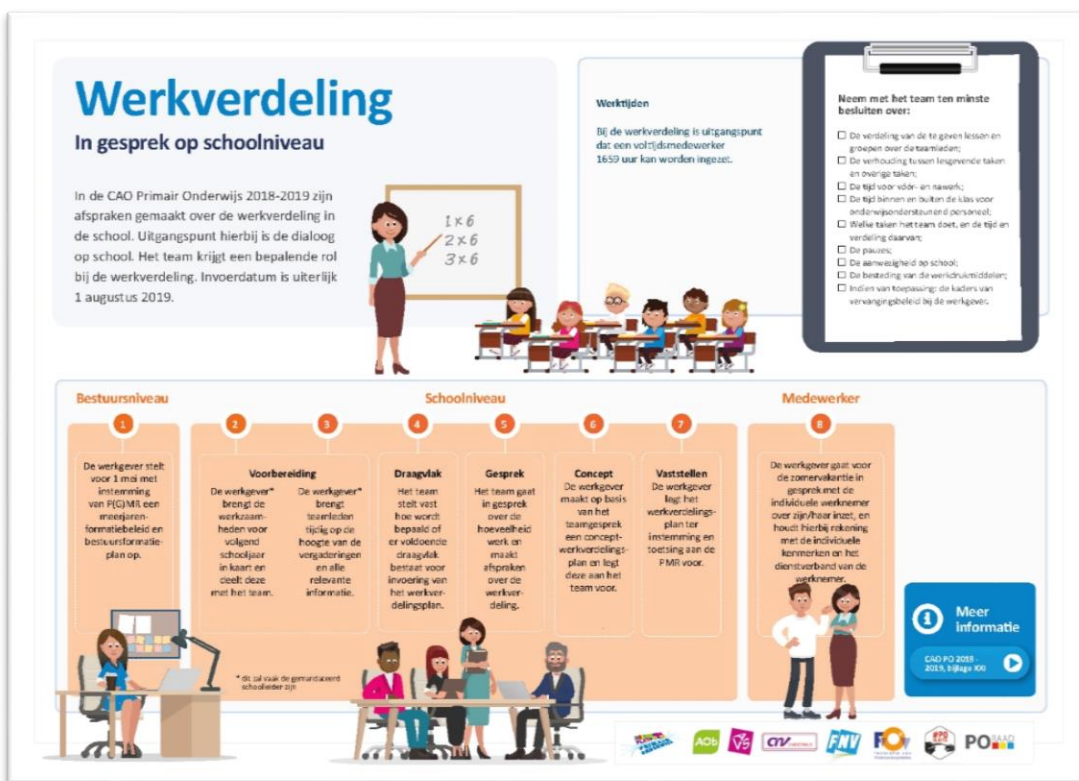 Werkverdeling
In gesprek op schoolniveau
In de CAO Primair Onderwijs 2018-2019 zijn
afspraken gemaakt over de werkverdeling in
de school. Uitgangspunt hierbij is de dialoog
op school. Het team krijgt een bepalende rol
bij de werkverdeling. Invoerdatum is uiterlijk
1 augustus 2019.
1 x 6
2 x 6
3 x 6
Werktijden
Bij de werkverdeling is uitgangspunt
dat een voltijdsmedewerker
1659 uur kan worden ingezet.
Neem met het team ten minste
besluiten over:
De verdeling van de te geven lessen en
groepen over de teamleden;
De verhouding tussen lesgevende taken
en overige taken;
De tijd voor vóór- en nawerk;
De tijd binnen en buiten de klas voor
onderwijsondersteunend personeel;
Welke taken het team doet, en de tijd en
verdeling daarvan;
De pauzes;
De aanwezigheid op school;
De besteding van de werkdrukmiddelen;
Indien van toepassing: de kaders van
vervangingsbeleid bij de werkgever.
Bestuursniveau
1
De werkgever stelt
voor 1 mei met
instemming
van P(G)MR een
meerjaren-
formatiebeleid en
bestuursformatie-
plan op.
Schoolniveau
2
3
Voorbereiding
De werkgever*
brengt de
werkzaam-
heden voor
volgend
schooljaar
in kaart en
deelt deze
met het team.
De werkgever*
brengt
teamleden
tijdig op de
hoogte van de
vergaderingen
en alle
relevante
informatie.
4
Draagvlak
Het team
stelt vast
hoe wordt
bepaald of
er voldoende
draagvlak
bestaat voor
invoering van
het werkver-
delingsplan.
5
Gesprek
Het team gaat
in gesprek
over de
hoeveelheid
werk en
maakt
afspraken
over de
werkver-
deling.
6
Concept
De werkgever
maakt op basis
van het
teamgesprek
een concept-
werkverdelings-
plan en legt
deze aan het
team voor.
7
Vaststellen
De werkgever
legt het
werkverdelings-
plan ter
instemming en
toetsing aan de
PMR voor.
Medewerker
8
De werkgever gaat voor
de zomervakantie in
gesprek met de
individuele werknemer
over zijn/haar inzet, en
houdt hierbij rekening
met de individuele
kenmerken en het
dienstverband van de
werknemer.
* dit zal vaak de gemandateerd
schoolleider zijn
Meer
informatie
CAO PO 2018 -
2019, bijlage XXI
AOb
CNV
FNV
PO RAAD